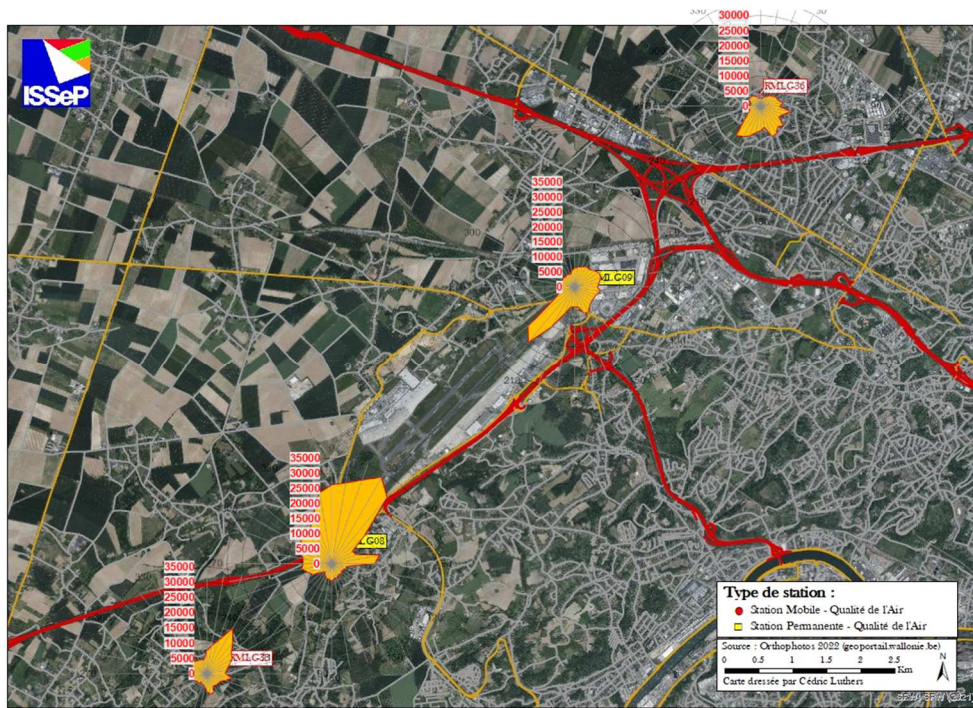 ISSeP
30000
25000
20000
15000
10000
5000
0
RMLG36
35000
30000
25000
20000
15000
10000
5000
0
MLG09
300
35000
30000
25000
20000
15000
10000
5000
0
LG08
35000
30000
25000
20000
15000
10000
5000
0
Type de station :
Station Mobile - Qualité de l'Air
Station Permanente - Qualité de l'Air
Source : Orthophotos 2022 (geoportail.wallonie.be)
0 0.5 1 1.5 2 2.5
Km
N
Carte dressée par Cédric Luthers